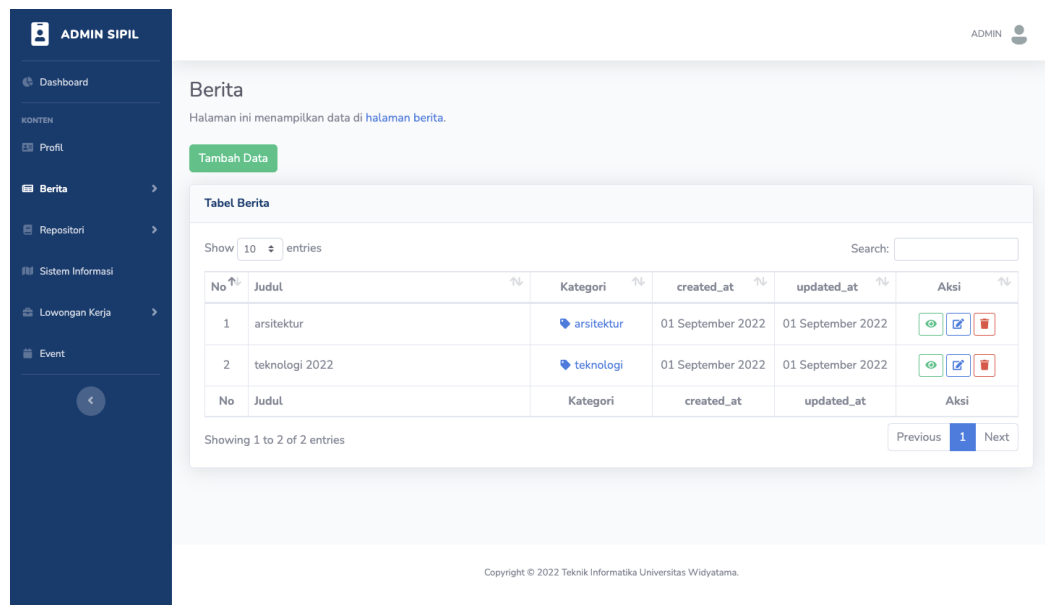 ADMIN SIPIL
ADMIN
Dashboard
KONTEN
Profil
Berita
Repositori
Sistem Informasi
Lowongan Kerja
Event
Berita
Halaman ini menampilkan data di halaman berita.
Tambah Data
Tabel Berita
Show 10 entries
Search:
No Judul Kategori created_at updated_at Aksi
1 arsitektur arsitektur 01 September 2022 01 September 2022
2 teknologi 2022 teknologi 01 September 2022 01 September 2022
No Judul Kategori created_at updated_at Aksi
Showing 1 to 2 of 2 entries
Previous 1 Next
Copyright © 2022 Teknik Informatika Universitas Widyatama.